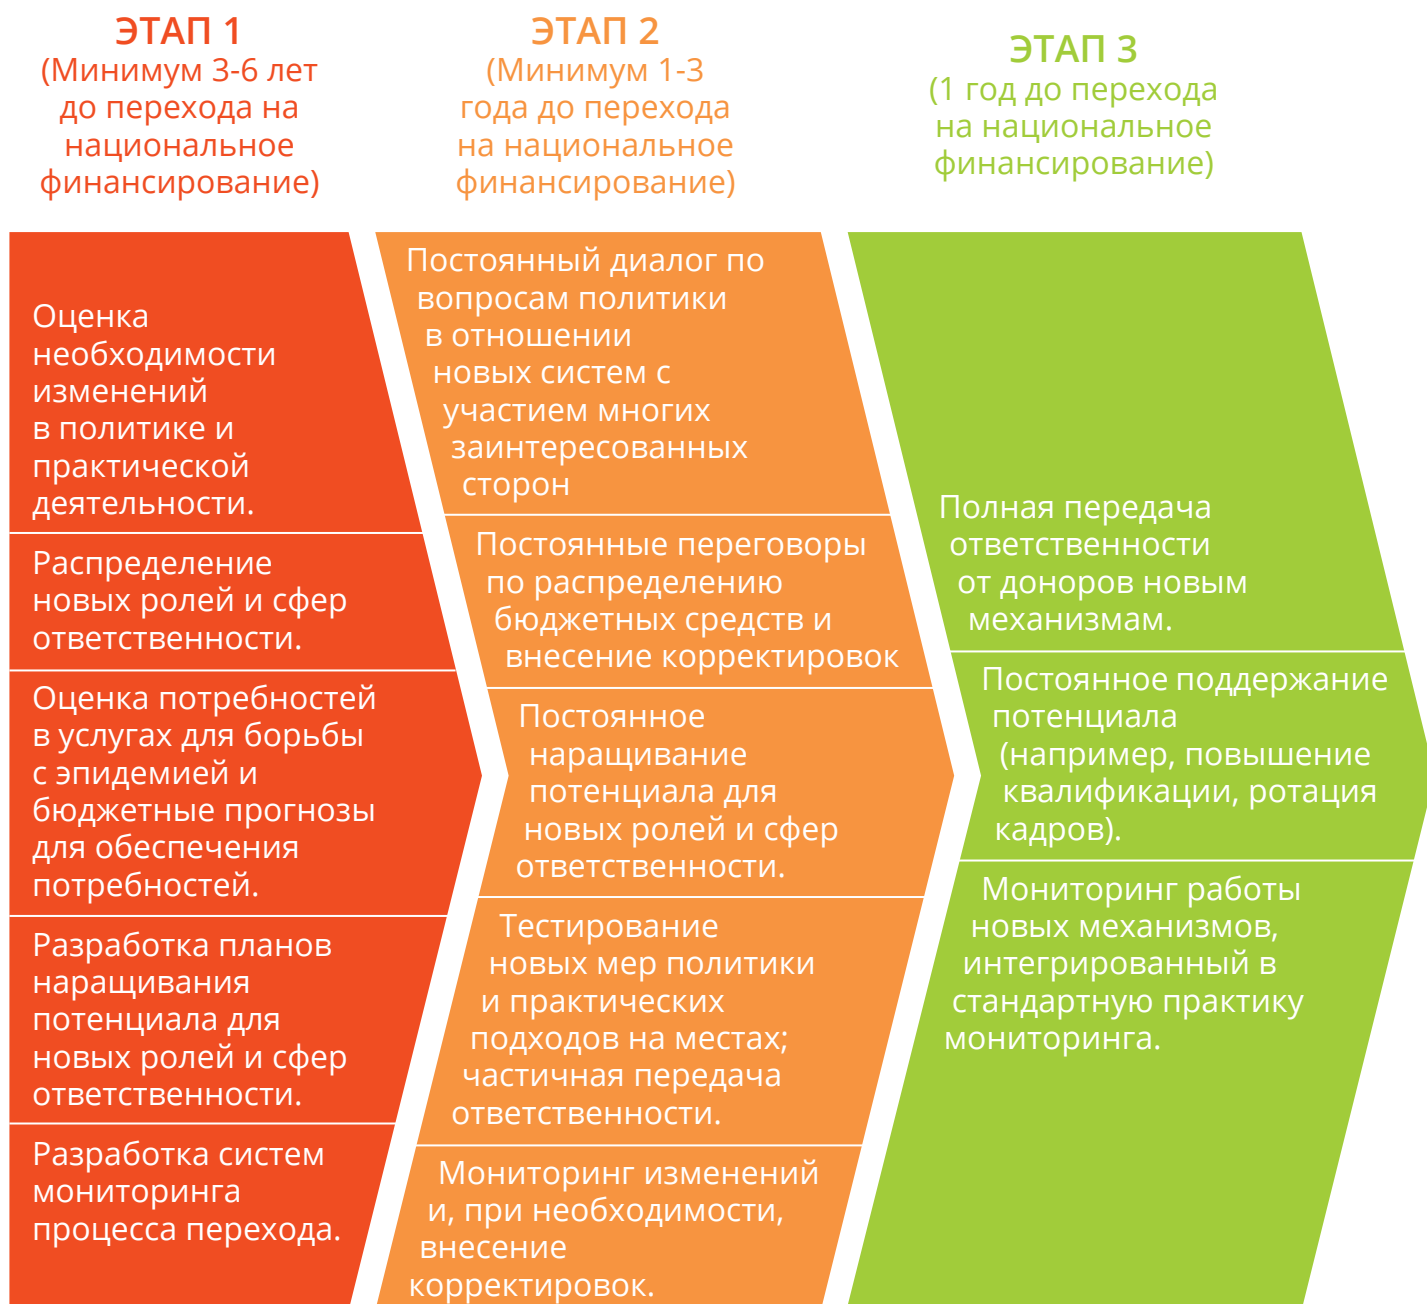 ЭТАП 1
(Минимум 3-6 лет
до перехода на
национальное
финансирование)
Оценка
необходимости
изменений
в политике и
практической
деятельности.
Распределение
новых ролей и сфер
ответственности.
Оценка потребностей
в услугах для борьбы
с эпидемией и
бюджетные прогнозы
для обеспечения
потребностей.
Разработка планов
наращивания
потенциала для
новых ролей и сфер
ответственности.
Разработка систем
мониторинга
процесса перехода.
ЭТАП 2
(Минимум 1-3
года до перехода
на национальное
финансирование)
Постоянный диалог по
вопросам политики
в отношении
новых систем с
участием многих
заинтересованных
сторон
Постоянные переговоры
по распределению
бюджетных средств и
внесение корректировок
Постоянное
наращивание
потенциала для
новых ролей и сфер
ответственности.
Тестирование
новых мер политики
и практических
подходов на местах;
частичная передача
ответственности.
Мониторинг изменений
и, при необходимости,
внесение
корректировок.
ЭТАП 3
(1 год до перехода
на национальное
финансирование)
Полная передача
ответственности
от доноров новым
механизмам.
Постоянное поддержание
потенциала
(например, повышение
квалификации, ротация
кадров).
Мониторинг работы
новых механизмов,
интегрированный в
стандартную практику
мониторинга.